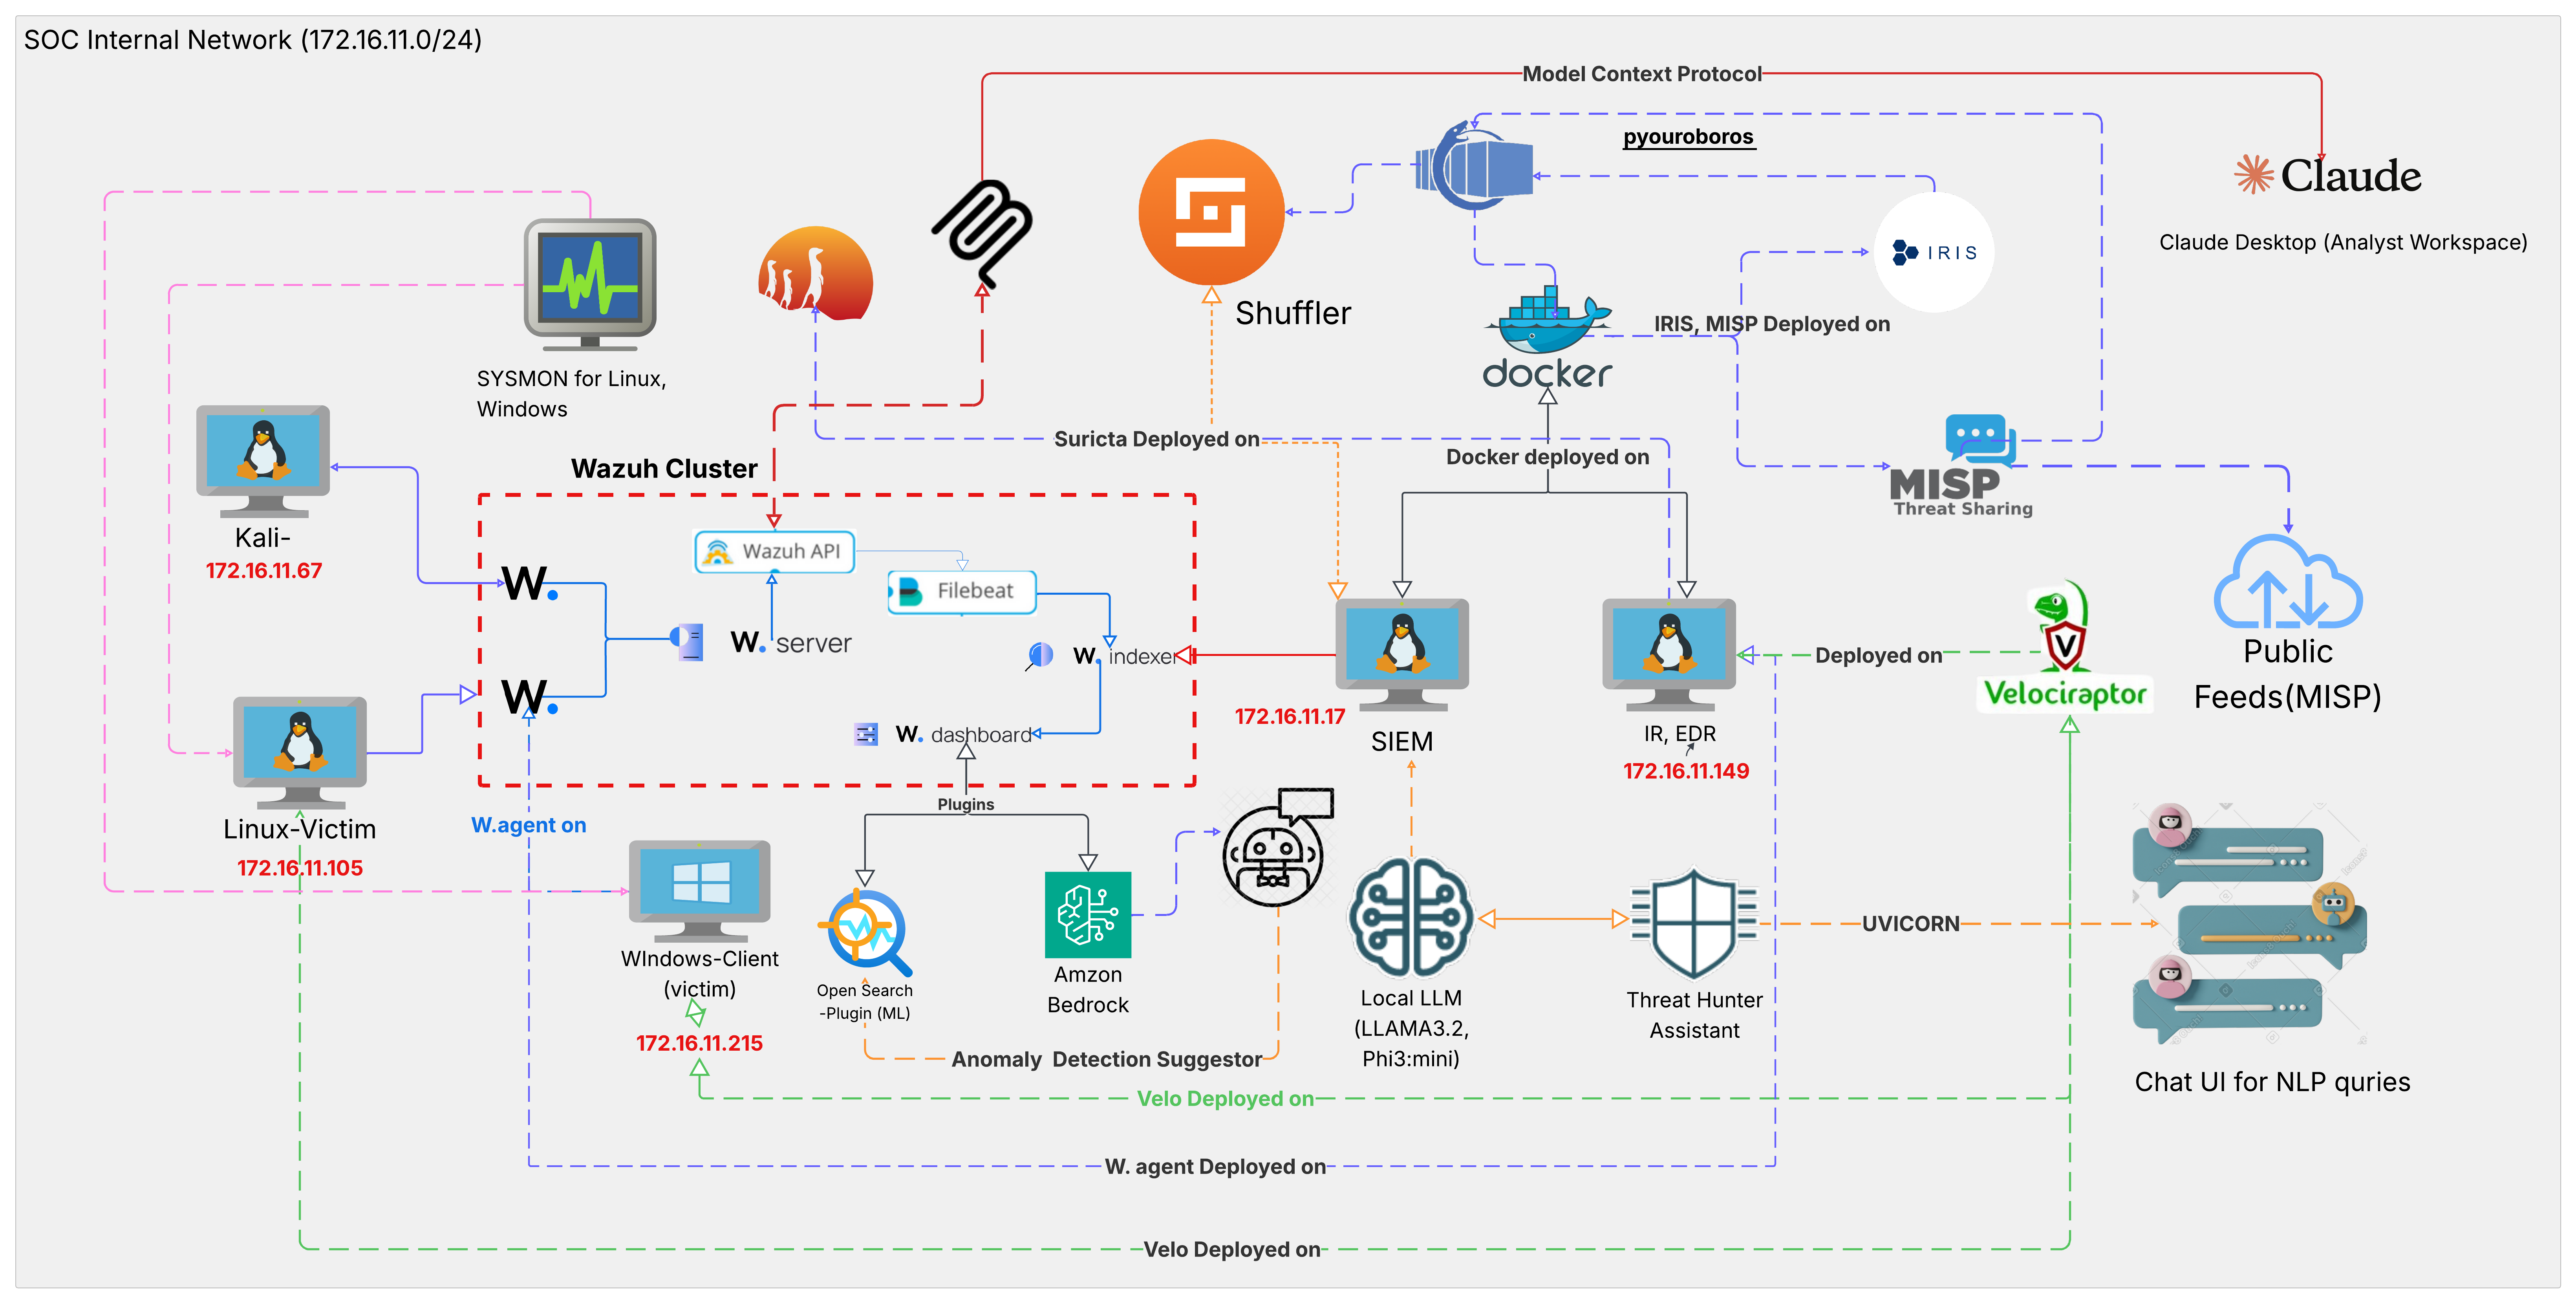 SOC Internal Network (172.16.11.0/24)
Model Context Protocol
pyouroboros
Claude
Claude Desktop (Analyst Workspace)
IRIS
Shuffler
IRIS, MISP Deployed on
docker
SYSMON for Linux,
Windows
Suricta Deployed on
Docker deployed on
Wazuh Cluster
MISP
Threat Sharing
Kali-
172.16.11.67
Wazuh API
Filebeat
W.
W. server
W. indexer
W.
W. dashboard
172.16.11.17
SIEM
IR, EDR
172.16.11.149
Deployed on
V
Velociraptor
Public
Feeds(MISP)
Linux-Victim
172.16.11.105
W.agent on
Plugins
WIndows-Client
(victim)
172.16.11.215
Open Search
-Plugin (ML)
Amzon
Bedrock
Local LLM
(LLAMA3.2,
Phi3:mini)
Threat Hunter
Assistant
UVICORN
Chat UI for NLP quries
Anomaly Detection Suggestor
Velo Deployed on
W. agent Deployed on
Velo Deployed on